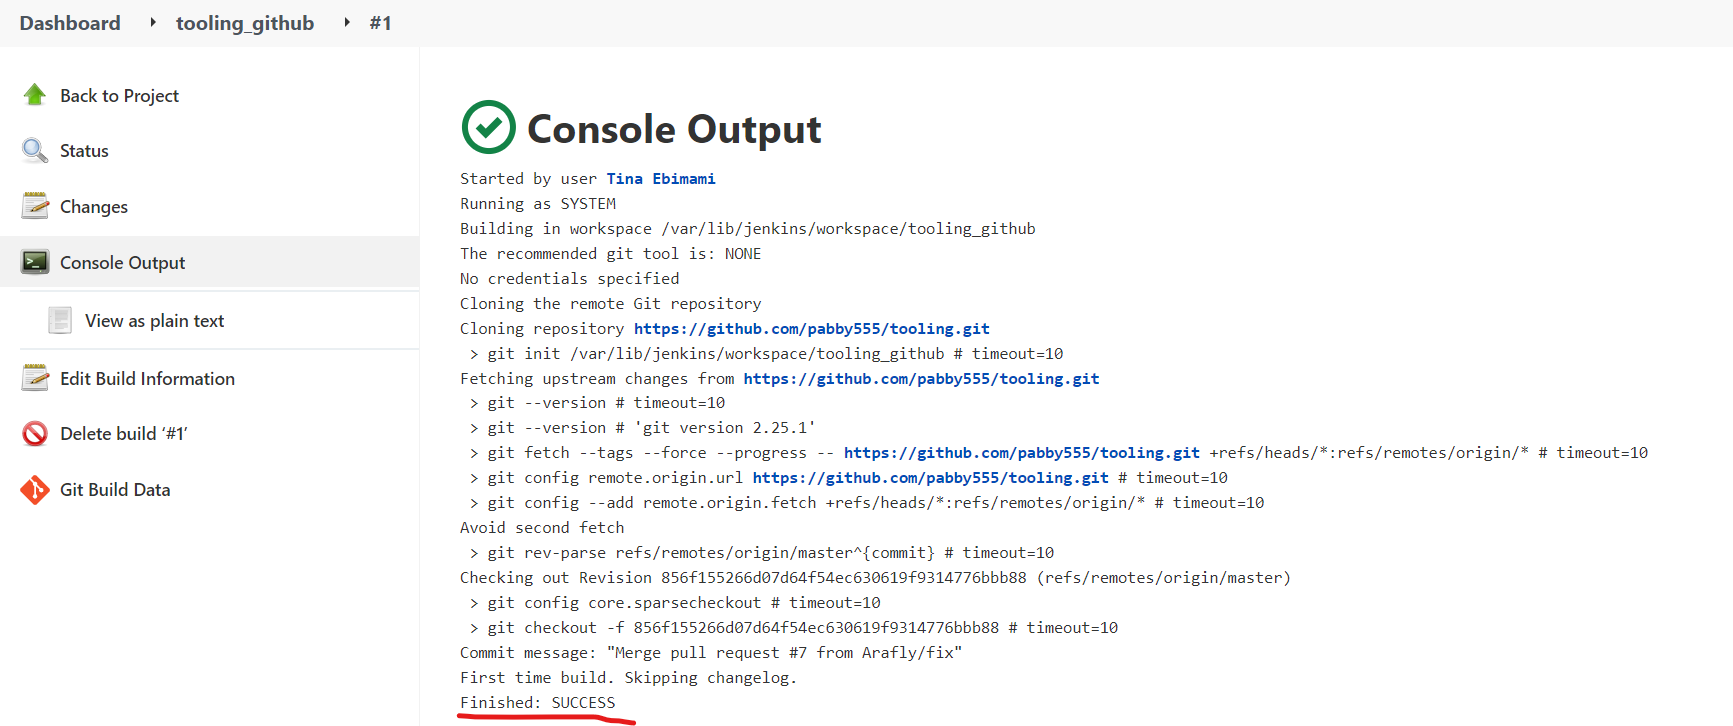 Dashboard
tooling_github
#1
Back to Project
Status
Changes
Console Output
View as plain text
Edit Build Information
Delete build ‘#1’
Git Build Data
Console Output
Started by user Tina Ebimami
Running as SYSTEM
Building in workspace /var/lib/jenkins/workspace/tooling_github
The recommended git tool is: NONE
No credentials specified
Cloning the remote Git repository
Cloning repository https://github.com/pabby555/tooling.git
 > git init /var/lib/jenkins/workspace/tooling_github # timeout=10
Fetching upstream changes from https://github.com/pabby555/tooling.git
 > git --version # timeout=10
 > git --version # 'git version 2.25.1'
 > git fetch --tags --force --progress -- https://github.com/pabby555/tooling.git +refs/heads/*:refs/remotes/origin/* # timeout=10
 > git config remote.origin.url https://github.com/pabby555/tooling.git # timeout=10
 > git config --add remote.origin.fetch +refs/heads/*:refs/remotes/origin/* # timeout=10
Avoid second fetch
 > git rev-parse refs/remotes/origin/master^{commit} # timeout=10
Checking out Revision 856f155266d07d64f54ec630619f9314776bbb88 (refs/remotes/origin/master)
 > git config core.sparsecheckout # timeout=10
 > git checkout -f 856f155266d07d64f54ec630619f9314776bbb88 # timeout=10
Commit message: "Merge pull request #7 from Arafly/fix"
First time build. Skipping changelog.
Finished: SUCCESS